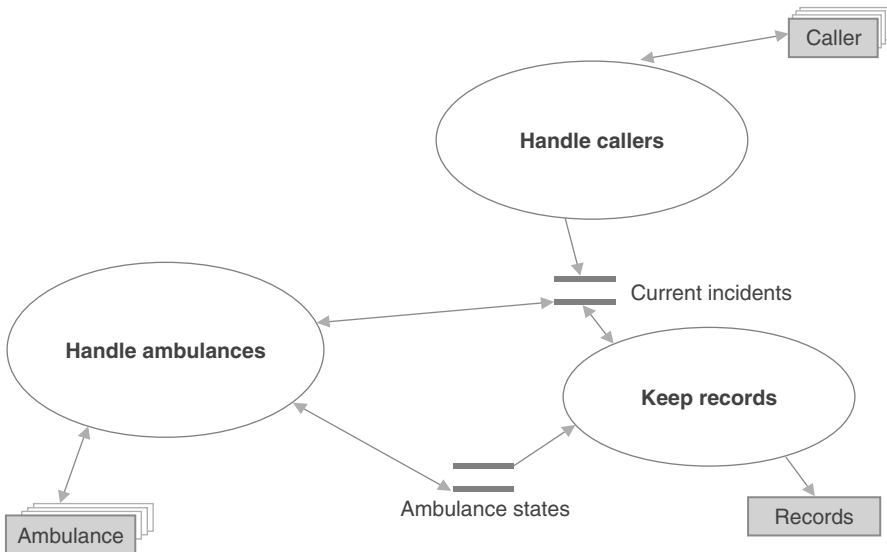 Caller
Handle callers
Current incidents
Handle ambulances
Keep records
Ambulance states
Records
Ambulance